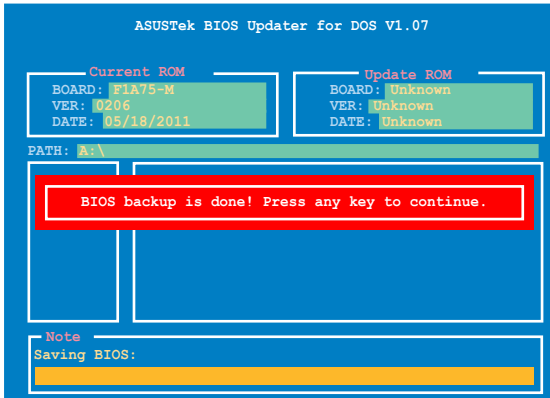 ASUSTek BIOS Updater for DOS V1.07
Current ROM
BOARD: F1A75-M
VER: 0206
DATE: 05/18/2011
Update ROM
BOARD: Unknown
VER: Unknown
DATE: Unknown
PATH: A:\
BIOS backup is done! Press any key to continue.
Note
Saving BIOS: